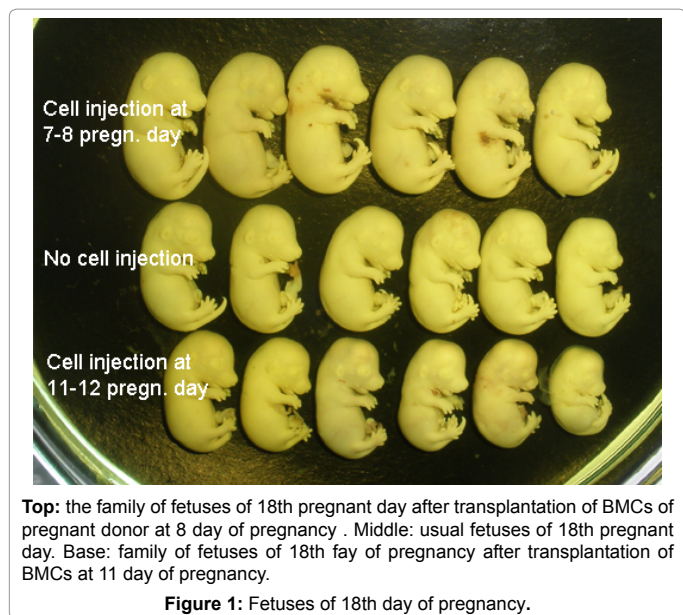 Cell injection at
7-8 pregn. day
No cell injection
Cell injection at
11-12 pregn. day
Top: the family of fetuses of 18th pregnant day after transplantation of BMCs of
pregnant donor at 8 day of pregnancy . Middle: usual fetuses of 18th pregnant
day. Base: family of fetuses of 18th fay of pregnancy after transplantation of
BMCs at 11 day of pregnancy.
Figure 1: Fetuses of 18th day of pregnancy.